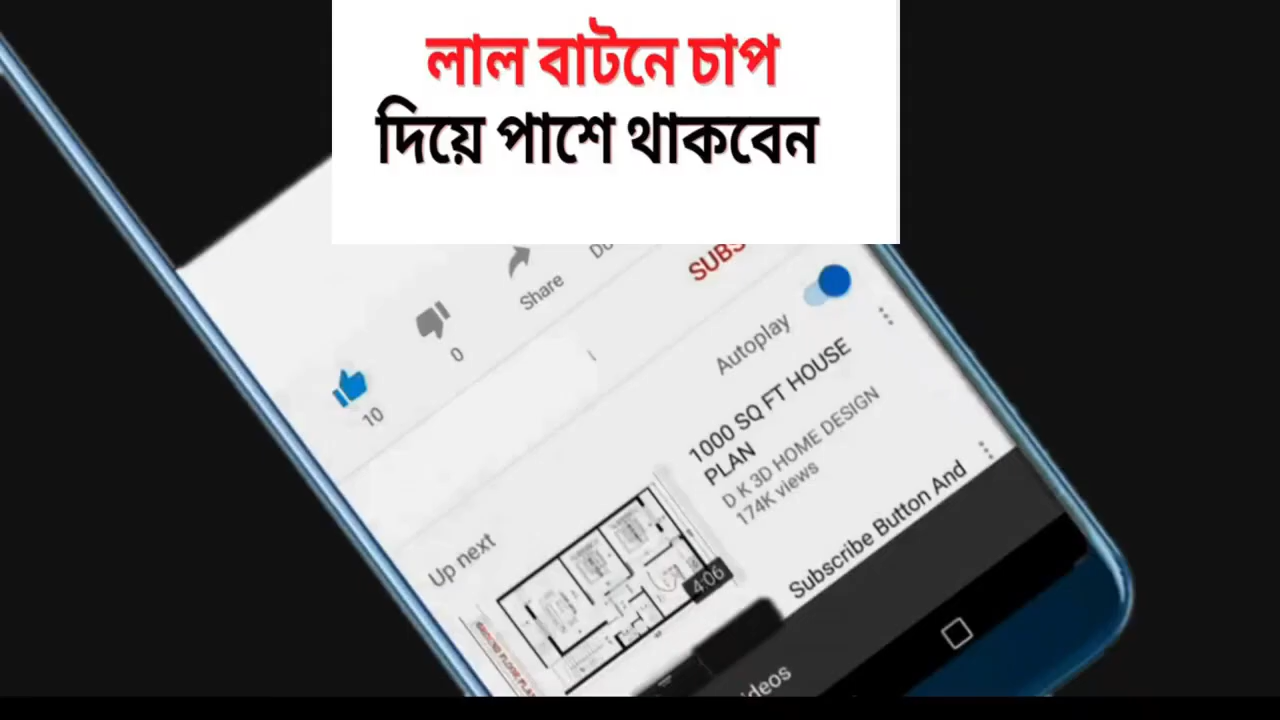 লাল বাটনে চাপ
দিয়ে পাশে থাকবেন
Share
10
0
Autoplay
Up next
1000 SQ FT HOUSE
PLAN
D K 3D HOME DESIGN
174K views
4:06
Subscribe Button And